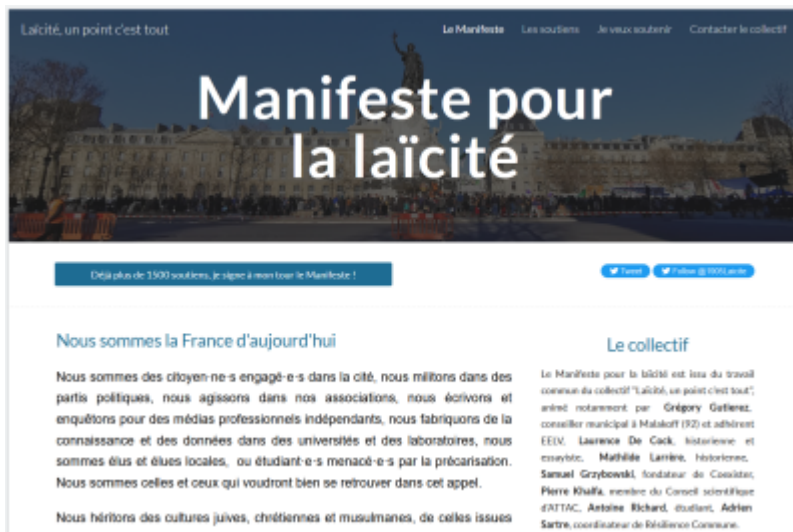 Laïcité, un point c'est tout
Le Manifeste Les soutiens Je veux soutenir Contacter le collectif
Manifeste pour
la laïcité
Déjà plus de 1500 soutiens, je signe à mon tour le Manifeste !
Tweet Follow @1905Laicite
Nous sommes la France d'aujourd'hui
Nous sommes des citoyen·ne·s engagé·e·s dans la cité, nous militons dans des
partis politiques, nous agissons dans nos associations, nous écrivons et
enquêtons pour des médias professionnels indépendants, nous fabriquons de la
connaissance et des données dans des universités et des laboratoires, nous
sommes élus et élues locales, ou étudiant·e·s menacé·e·s par la précarisation.
Nous sommes celles et ceux qui voudront bien se retrouver dans cet appel.
Nous héritons des cultures juives, chrétiennes et musulmanes, de celles issues
Le collectif
Le Manifeste pour la laïcité est issu du travail
commun du collectif "Laïcité, un point c'est tout",
animé notamment par Grégory Gutierez,
conseiller municipal à Malakoff (92) et adhérent
EELV, Laurence De Cock, historienne et
essayiste, Mathilde Larrère, historienne,
Samuel Grzybowski, fondateur de Coexister,
Pierre Khalfa, membre du Conseil scientifique
d'ATTAC, Antoine Richard, étudiant, Adrien
Sartre, coordinateur de Résilience Commune.